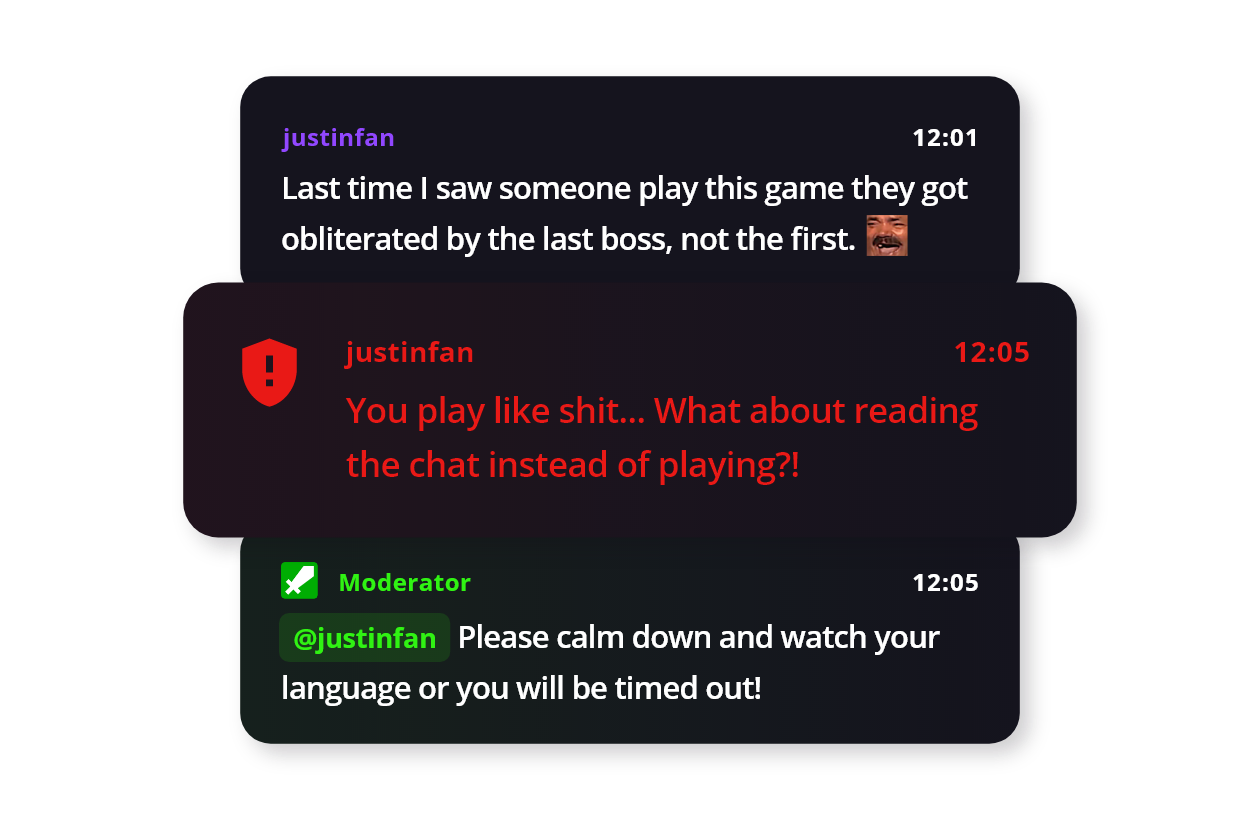 justinfan 12:01
Last time I saw someone play this game they got
obliterated by the last boss, not the first.
justinfan 12:05
You play like shit... What about reading
the chat instead of playing?!
Moderator 12:05
@justinfan Please calm down and watch your
language or you will be timed out!